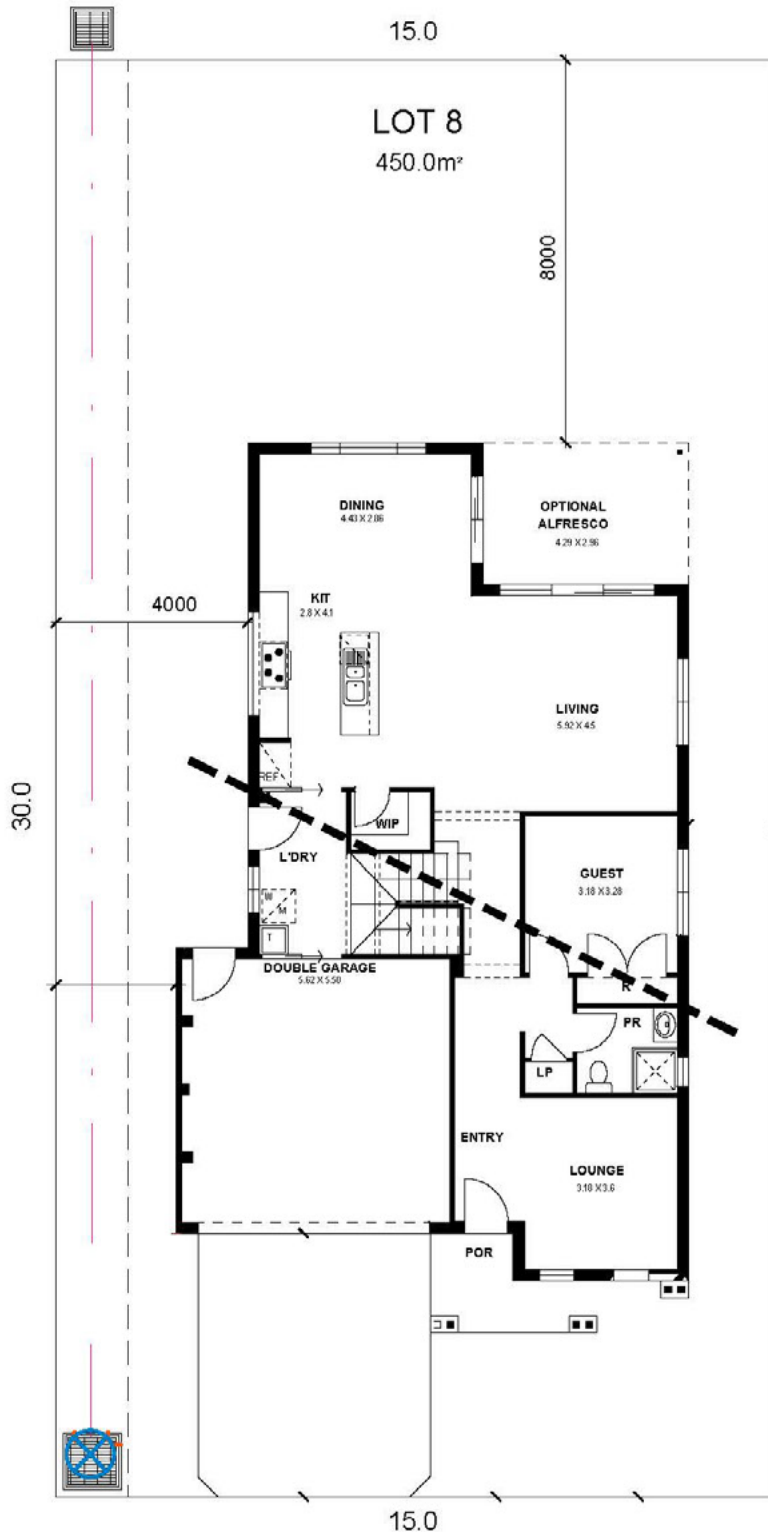 15.0
LOT 8
450.0m²
8000
DINING
4.43 X 2.86
OPTIONAL
ALFRESCO
4.29 X 2.96
KIT
2.8 X 4.1
4000
LIVING
5.92 X 4.5
REF
30.0
WIP
L'DRY
GUEST
3.18 X 3.28
W
M
T
DOUBLE GARAGE
5.62 X 5.50
R
PR
LP
ENTRY
LOUNGE
3.18 X 3.6
POR
15.0